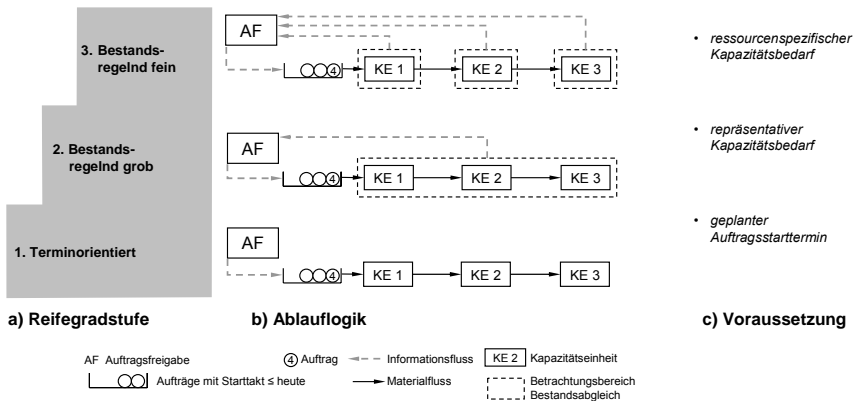 3. Bestands-
regelnd fein
AF
4
KE 1
KE 2
KE 3
• ressourcenspezifischer
Kapazitätsbedarf
2. Bestands-
regelnd grob
AF
4
KE 1
KE 2
KE 3
• repräsentativer
Kapazitätsbedarf
1. Terminorientiert
AF
4
KE 1
KE 2
KE 3
• geplanter
Auftragsstarttermin
a) Reifegradstufe
b) Ablauflogik
c) Voraussetzung
AF Auftragsfreigabe
4 Auftrag
Informationsfluss
KE 2 Kapazitätseinheit
Aufträge mit Starttakt ≤ heute
Materialfluss
Betrachtungsbereich
Bestandsabgleich